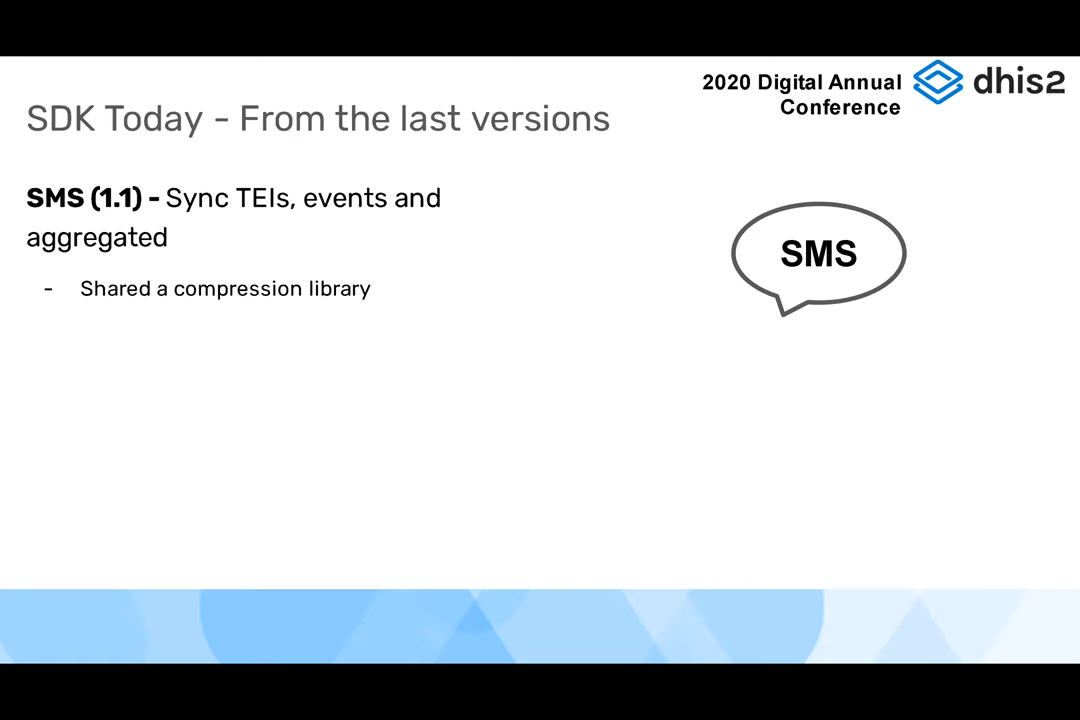 2020 Digital Annual
Conference
dhis2
SDK Today - From the last versions
SMS (1.1) - Sync TEIs, events and
aggregated
- Shared a compression library
SMS